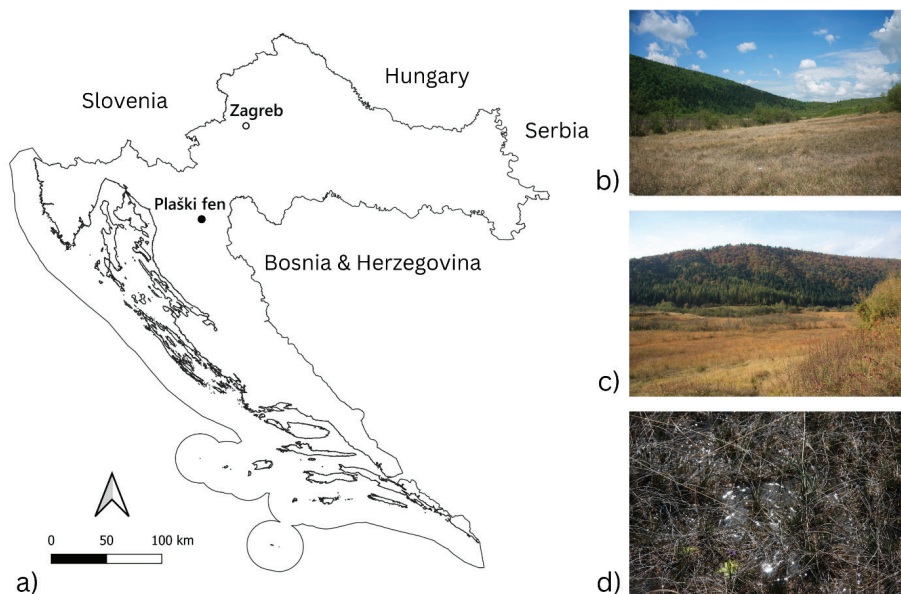 Hungary
Slovenia
Zagreb
Serbia
Plaški fen
Bosnia & Herzegovina
0 50 100 km
a)
b)
c)
d)